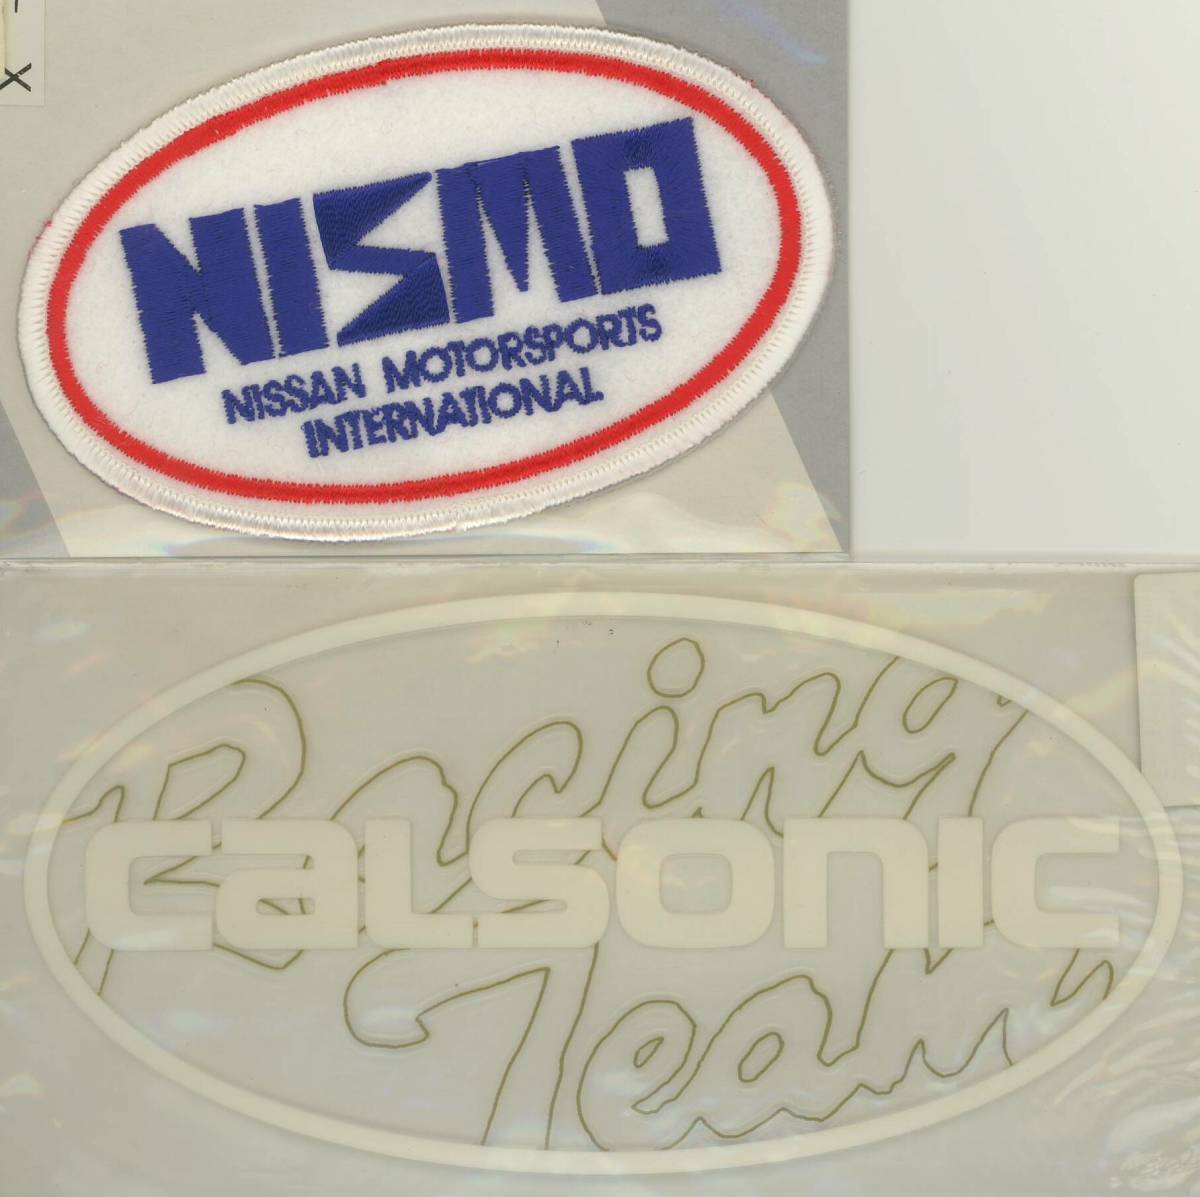 X
NISMO
NISSAN MOTORSPORTS
INTERNATIONAL
Racing
CALSONIC
Team